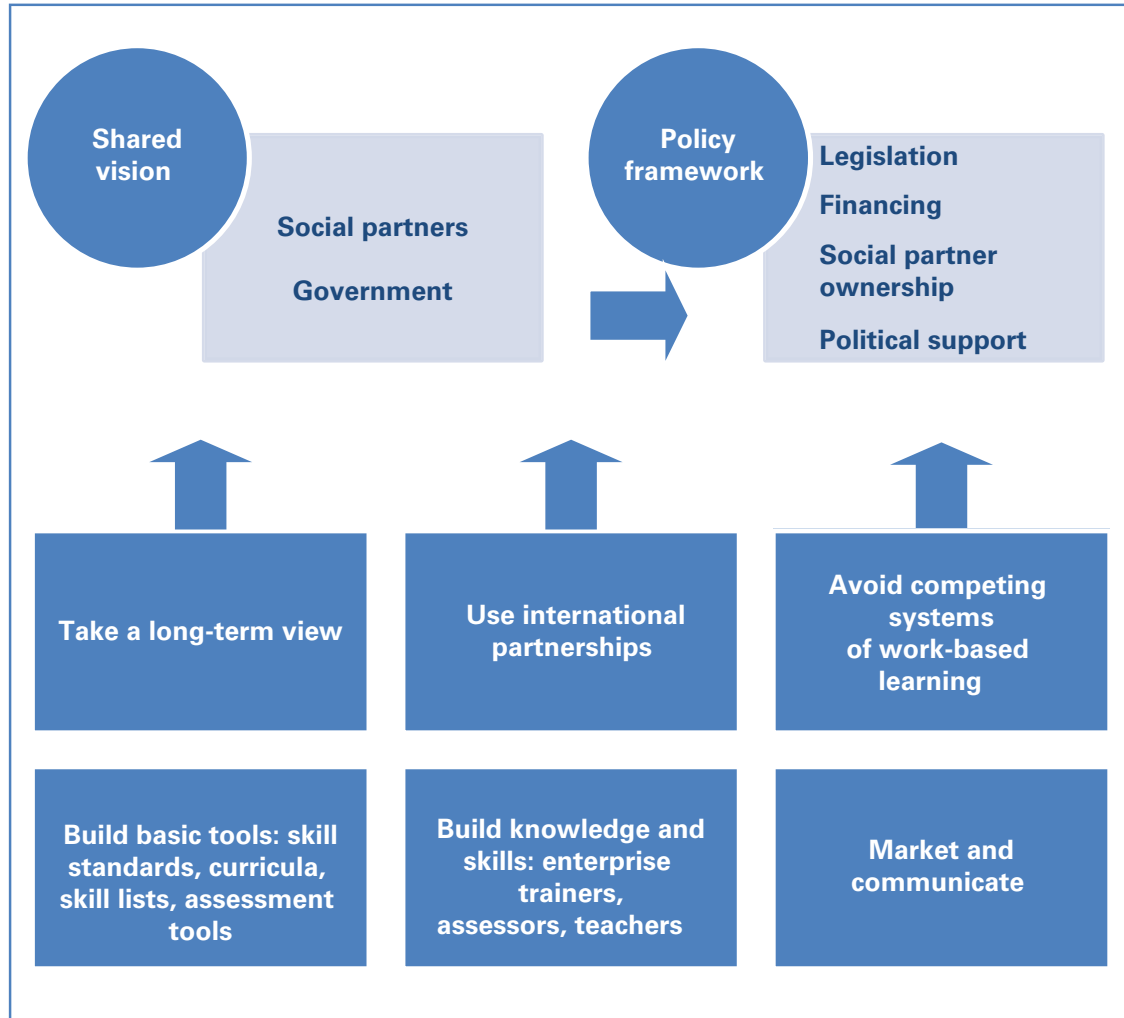 Shared
vision
Social partners
Government
Policy
framework
Legislation
Financing
Social partner
ownership
Political support
Take a long-term view
Use international
partnerships
Avoid competing
systems
of work-based
learning
Build basic tools: skill
standards, curricula,
skill lists, assessment
tools
Build knowledge and
skills: enterprise
trainers,
assessors, teachers
Market and
communicate